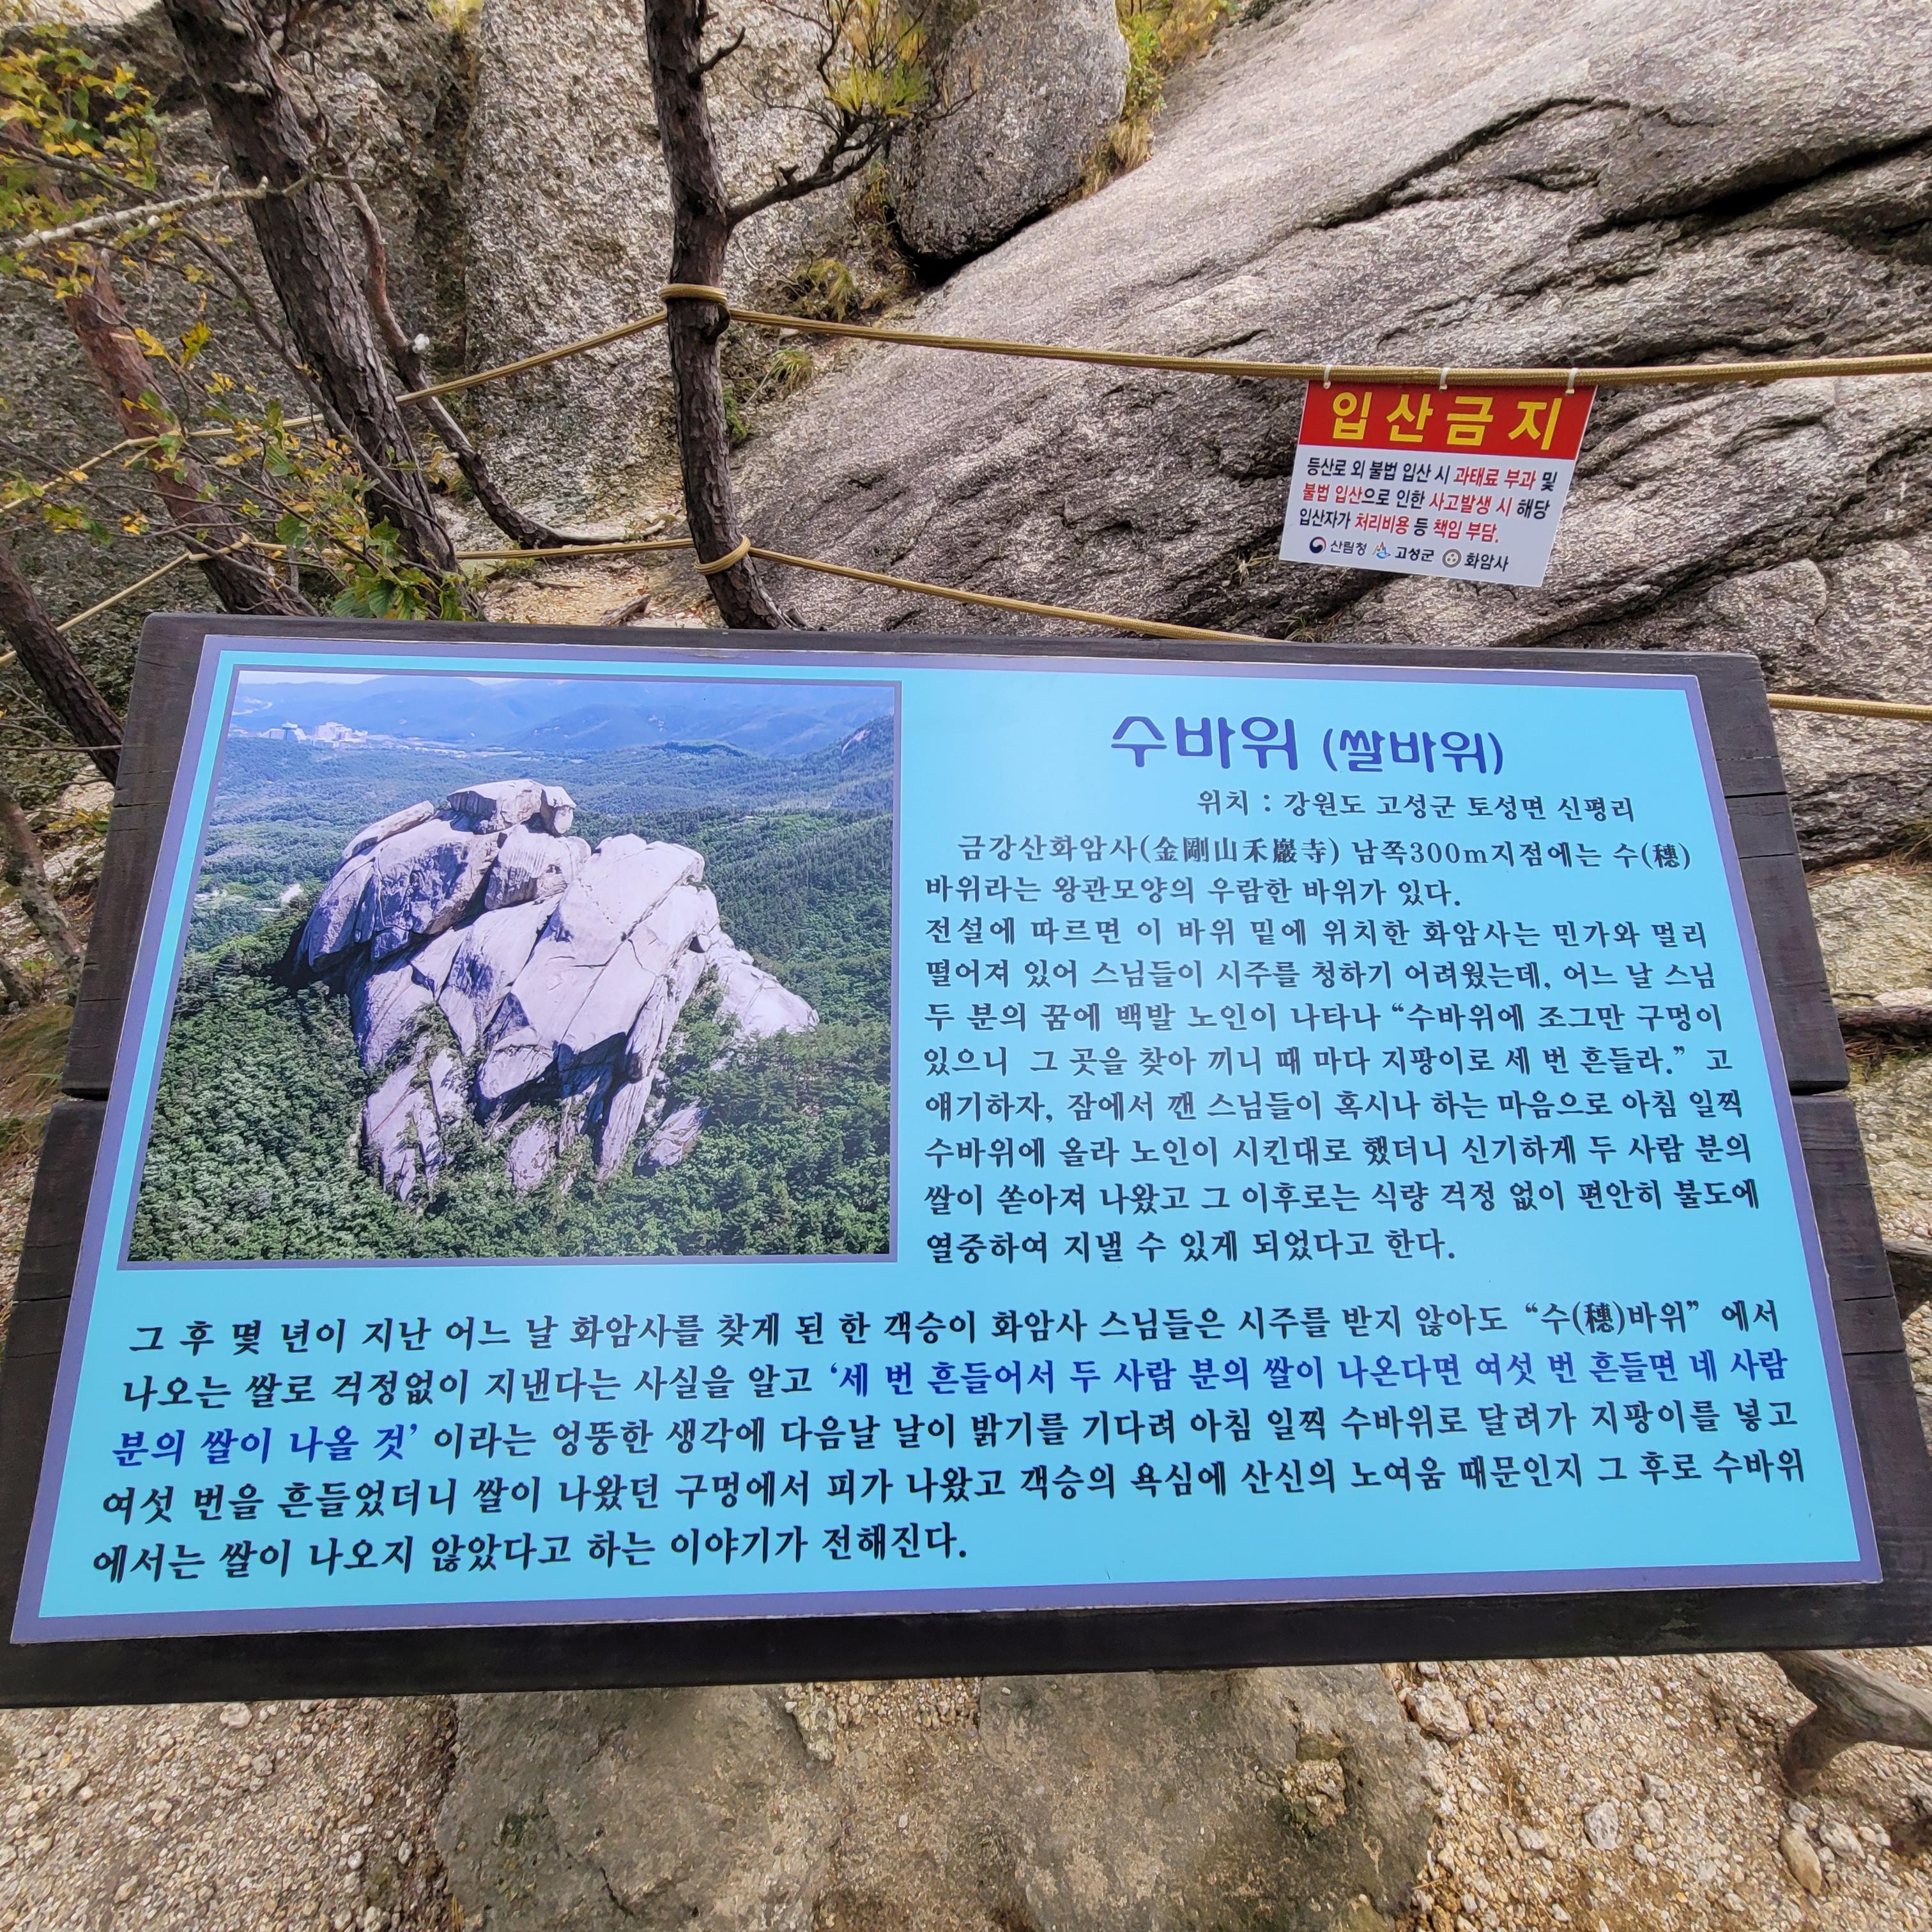 입산금지
등산로 외 불법 입산 시 과태료 부과 및
불법 입산으로 인한 사고발생 시 해당
입산자가 처리비용 등 책임 부담.
산림청 고성군 화암사
수바위 (쌀바위)
위치 : 강원도 고성군 토성면 신평리
금강산화암사(金剛山禾巖寺) 남쪽300m지점에는 수(穗)
바위라는 왕관모양의 우람한 바위가 있다.
전설에 따르면 이 바위 밑에 위치한 화암사는 민가와 멀리
떨어져 있어 스님들이 시주를 청하기 어려웠는데, 어느 날 스님
두 분의 꿈에 백발 노인이 나타나 “수바위에 조그만 구멍이
있으니 그 곳을 찾아 끼니 때 마다 지팡이로 세 번 흔들라.” 고
얘기하자, 잠에서 깬 스님들이 혹시나 하는 마음으로 아침 일찍
수바위에 올라 노인이 시킨대로 했더니 신기하게 두 사람 분의
쌀이 쏟아져 나왔고 그 이후로는 식량 걱정 없이 편안히 불도에
열중하여 지낼 수 있게 되었다고 한다.
그 후 몇 년이 지난 어느 날 화암사를 찾게 된 한 객승이 화암사 스님들은 시주를 받지 않아도 “수(穗)바위” 에서
나오는 쌀로 걱정없이 지낸다는 사실을 알고 ‘세 번 흔들어서 두 사람 분의 쌀이 나온다면 여섯 번 흔들면 네 사람
분의 쌀이 나올 것’ 이라는 엉뚱한 생각에 다음날 날이 밝기를 기다려 아침 일찍 수바위로 달려가 지팡이를 넣고
여섯 번을 흔들었더니 쌀이 나왔던 구멍에서 피가 나왔고 객승의 욕심에 산신의 노여움 때문인지 그 후로 수바위
에서는 쌀이 나오지 않았다고 하는 이야기가 전해진다.